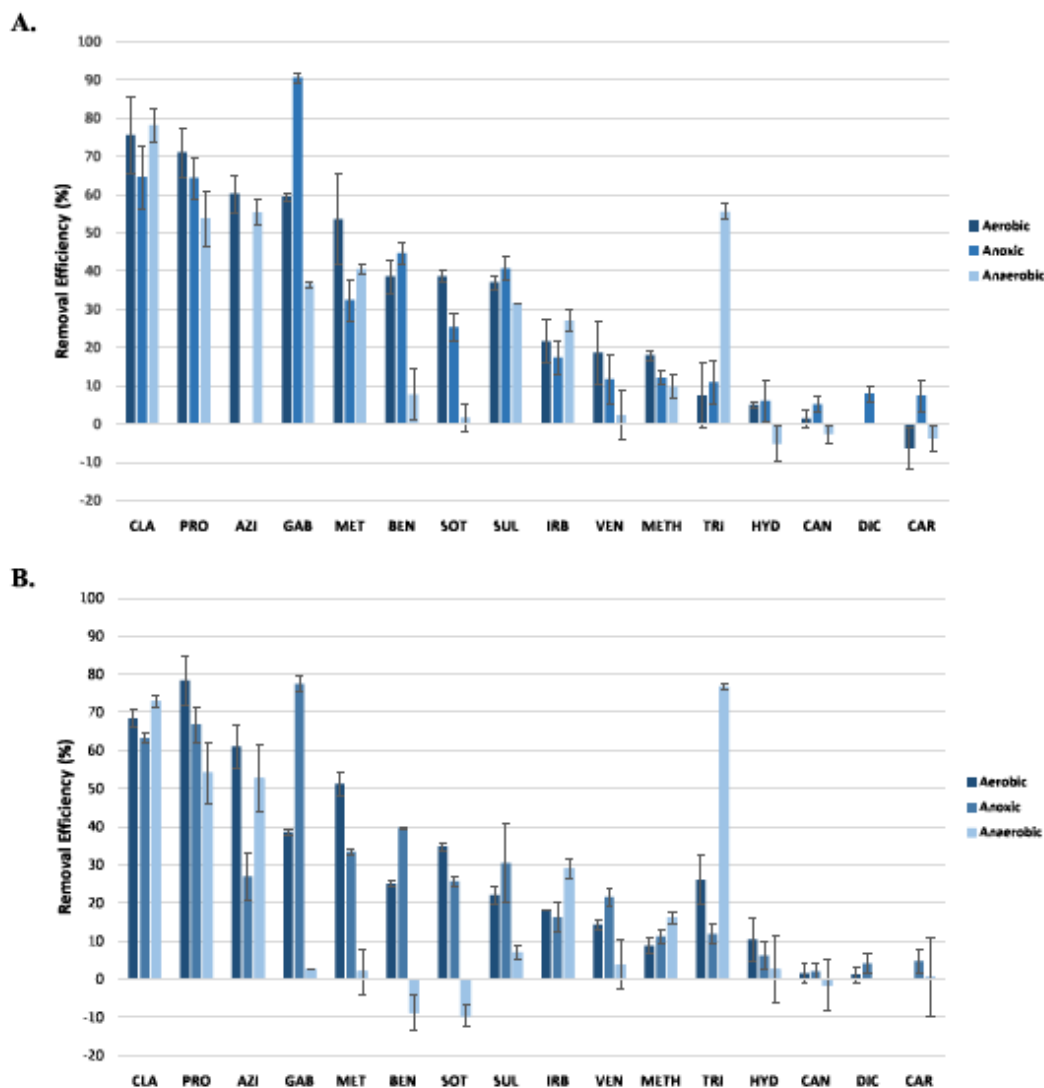 A.
100
90
80
70
60
50
40
30
20
10
0
-10
-20
Removal Efficiency (%)
CLA PRO AZI GAB MET BEN SOT SUL IRB VEN METH TRI HYD CAN DIC CAR
Aerobic
Anoxic
Anaerobic
B.
100
90
80
70
60
50
40
30
20
10
0
-10
-20
Removal Efficiency (%)
CLA PRO AZI GAB MET BEN SOT SUL IRB VEN METH TRI HYD CAN DIC CAR
Aerobic
Anoxic
Anaerobic